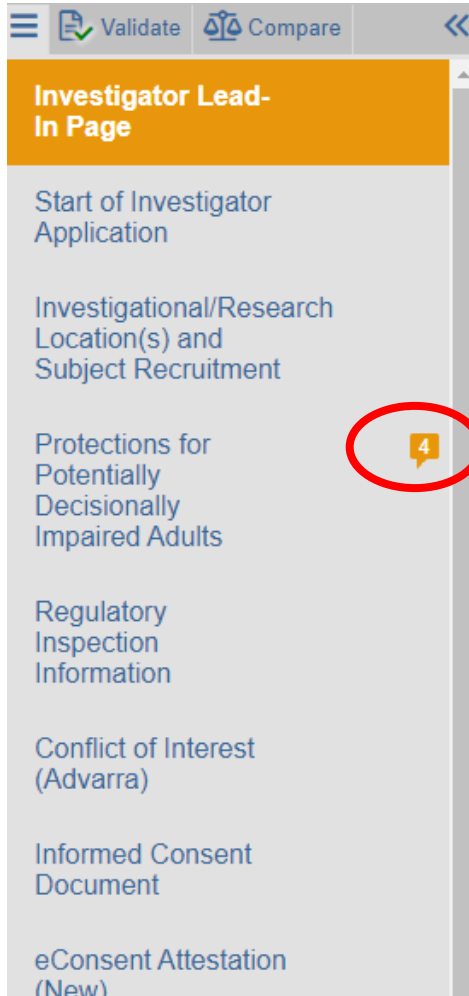 Validate Compare
Investigator Lead-
In Page
Start of Investigator
Application
Investigational/Research
Location(s) and
Subject Recruitment
Protections for
Potentially
Decisionally
Impaired Adults
4
Regulatory
Inspection
Information
Conflict of Interest
(Advarra)
Informed Consent
Document
eConsent Attestation
(New)